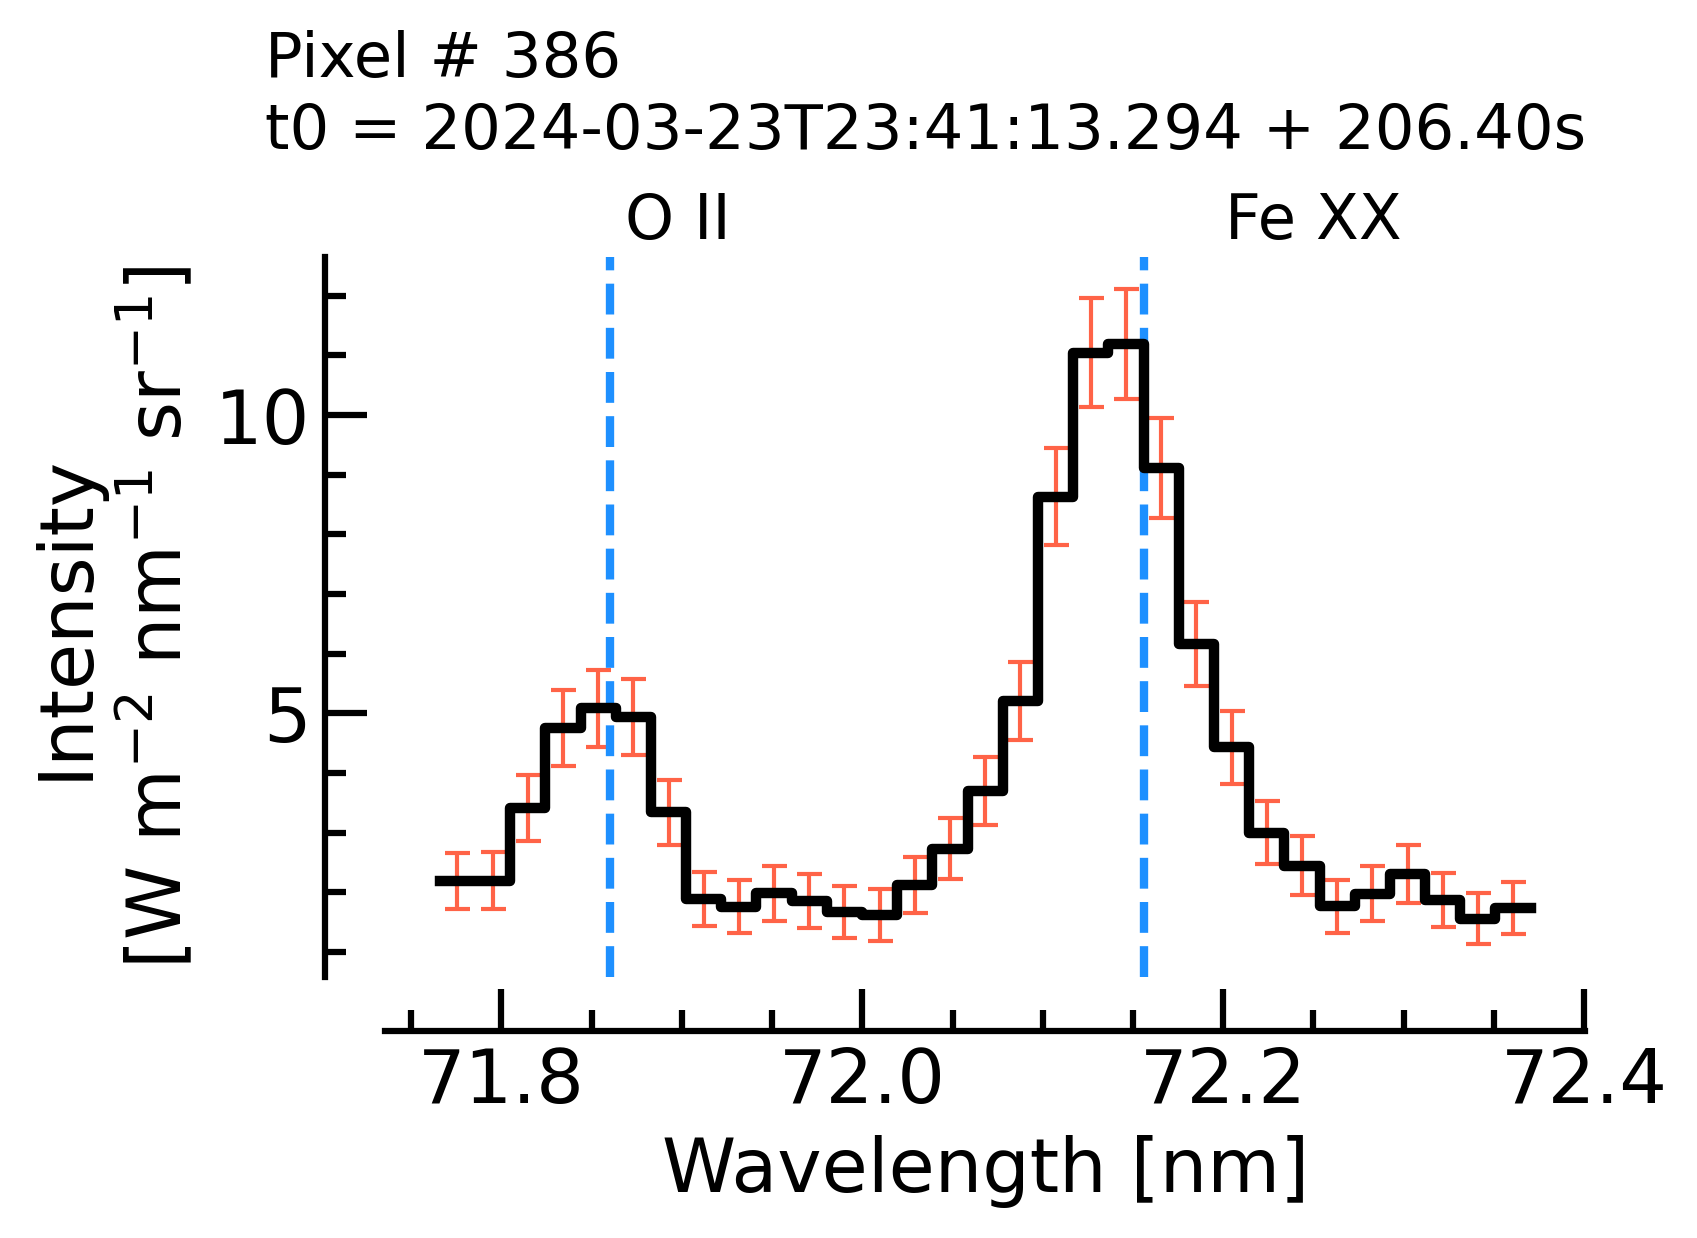 Pixel # 386
t0 = 2024-03-23T23:41:13.294 + 206.40s
O II
Fe XX
Intensity
[W m⁻² nm⁻¹ sr⁻¹]
10
5
71.8
72.0
72.2
72.4
Wavelength [nm]